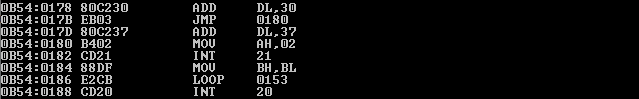 0B54:0178 80C230 ADD DL,30
0B54:017B EB03 JMP 0180
0B54:017D 80C237 ADD DL,37
0B54:0180 B402 MOV AH,02
0B54:0182 CD21 INT 21
0B54:0184 88DF MOV BH,BL
0B54:0186 E2CB LOOP 0153
0B54:0188 CD20 INT 20